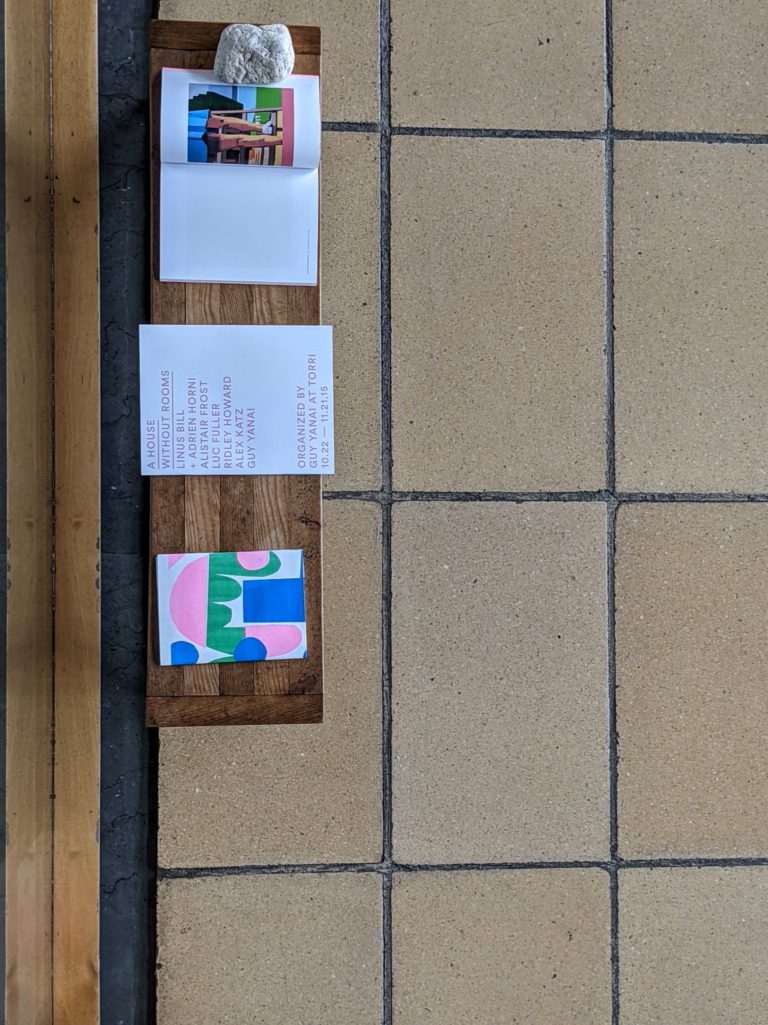 A HOUSE
WITHOUT ROOMS
LINUS BILL
+ ADRIEN HORNI
ALISTAIR FROST
LUC FULLER
RIDLEY HOWARD
ALEX KATZ
GUY YANAI
ORGANIZED BY
GUY YANAI AT TORRI
10.22 — 11.21.15